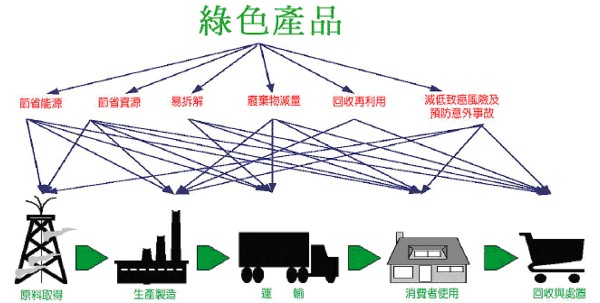 綠色產品
節省能源
節省資源
易拆解
廢棄物減量
回收再利用
減低致癌風險及
預防意外事故
原料取得
生產製造
運輸
消費者使用
回收與處置